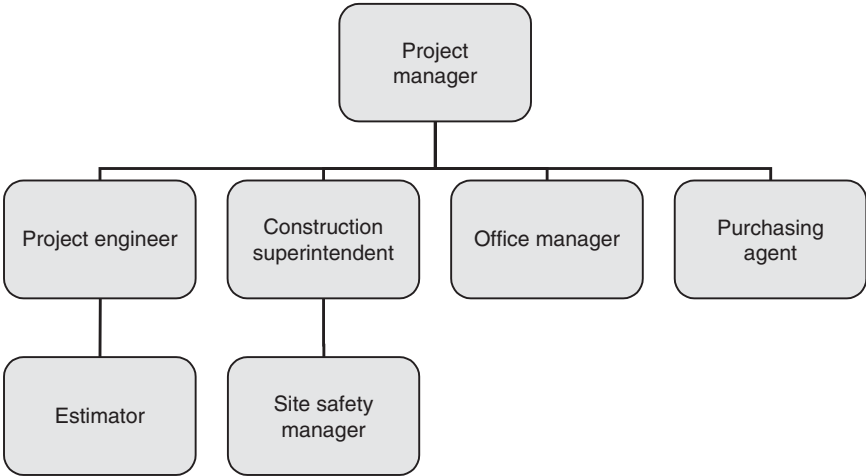 Project
manager
Project engineer
Construction
superintendent
Office manager
Purchasing
agent
Estimator
Site safety
manager